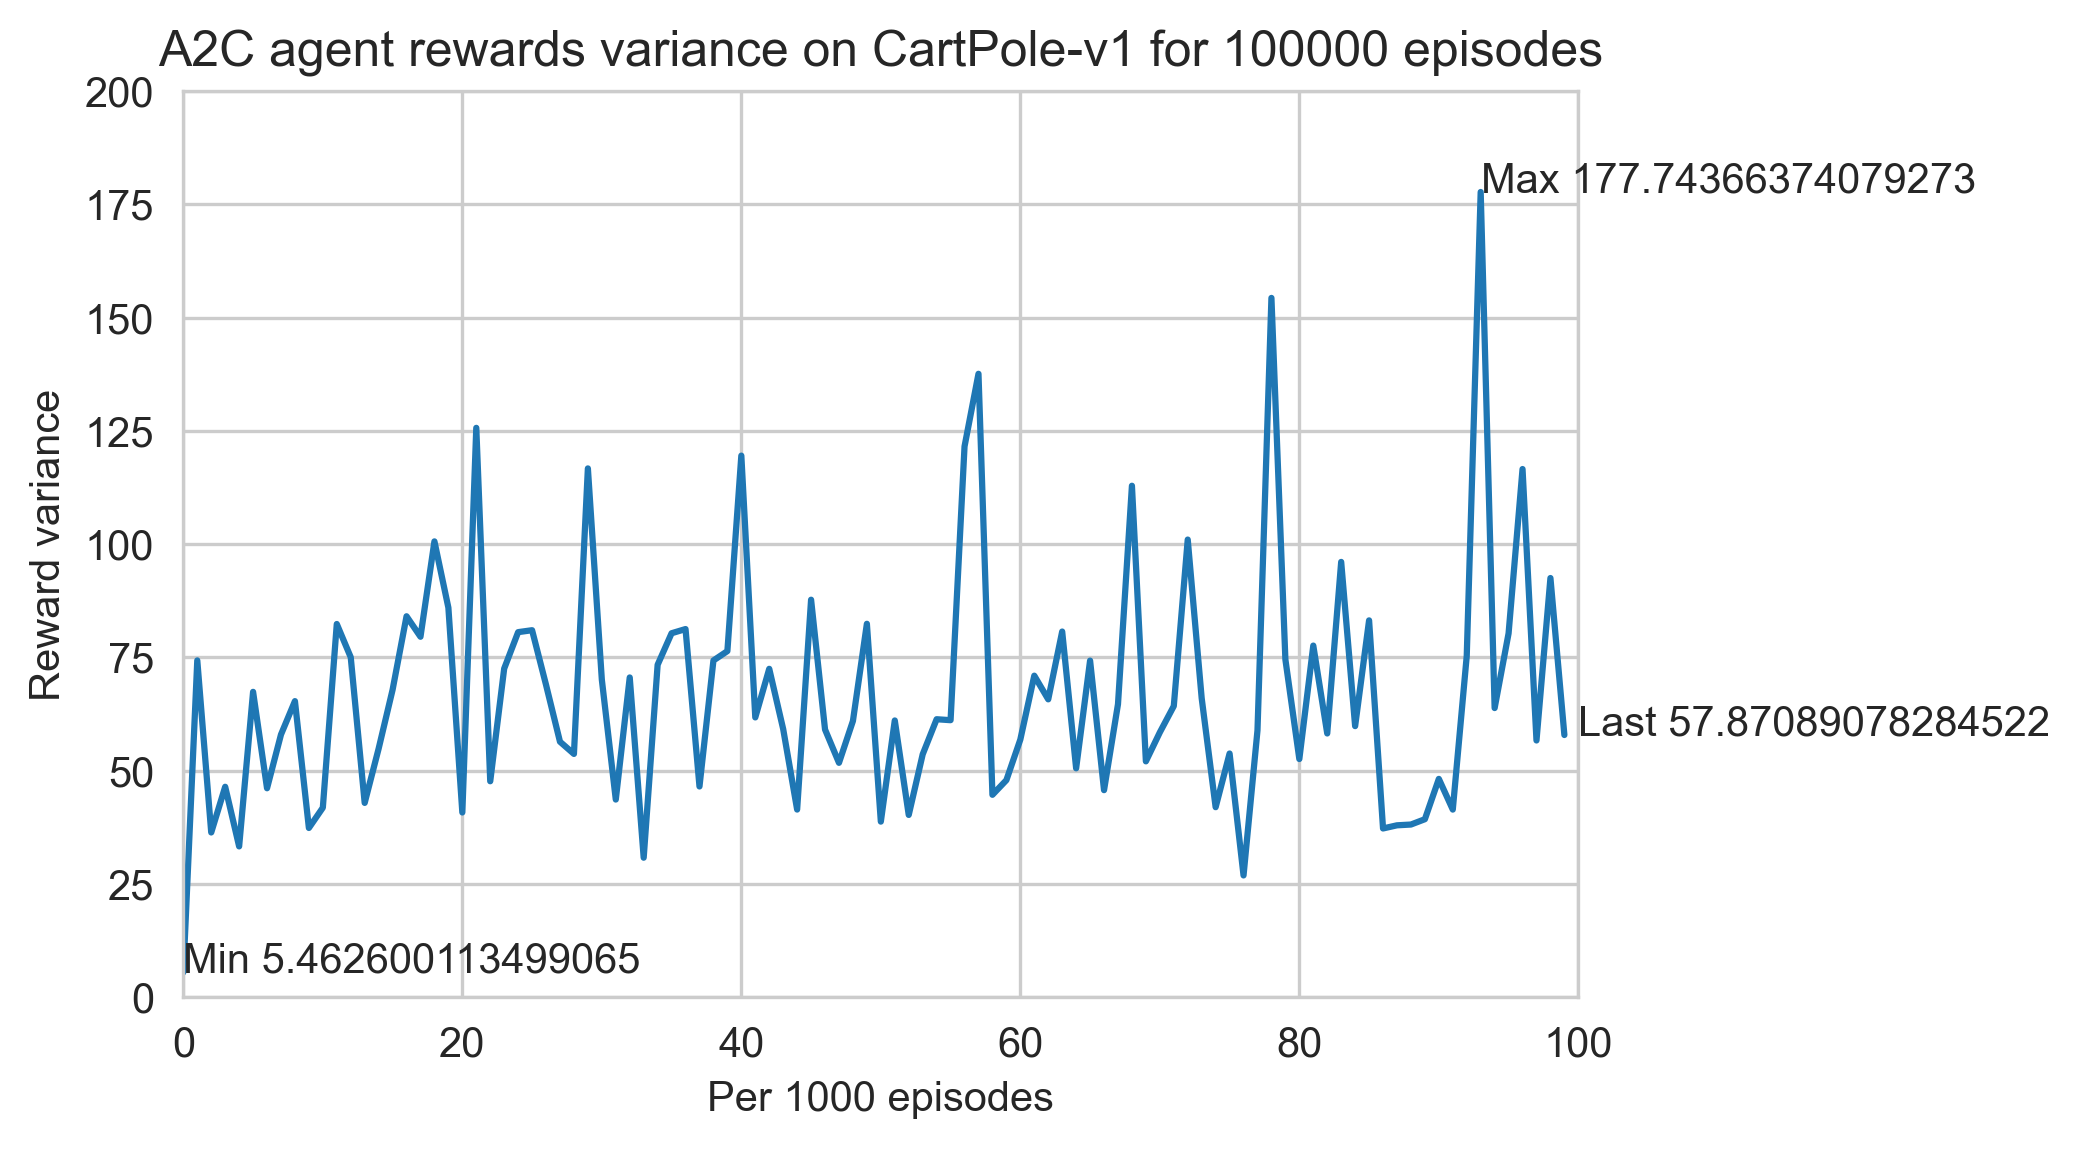 A2C agent rewards variance on CartPole-v1 for 100000 episodes
200
175
150
125
100
75
50
25
0
Reward variance
Max 177.74366374079273
Last 57.87089078284522
Min 5.462600113499065
0 20 40 60 80 100
Per 1000 episodes